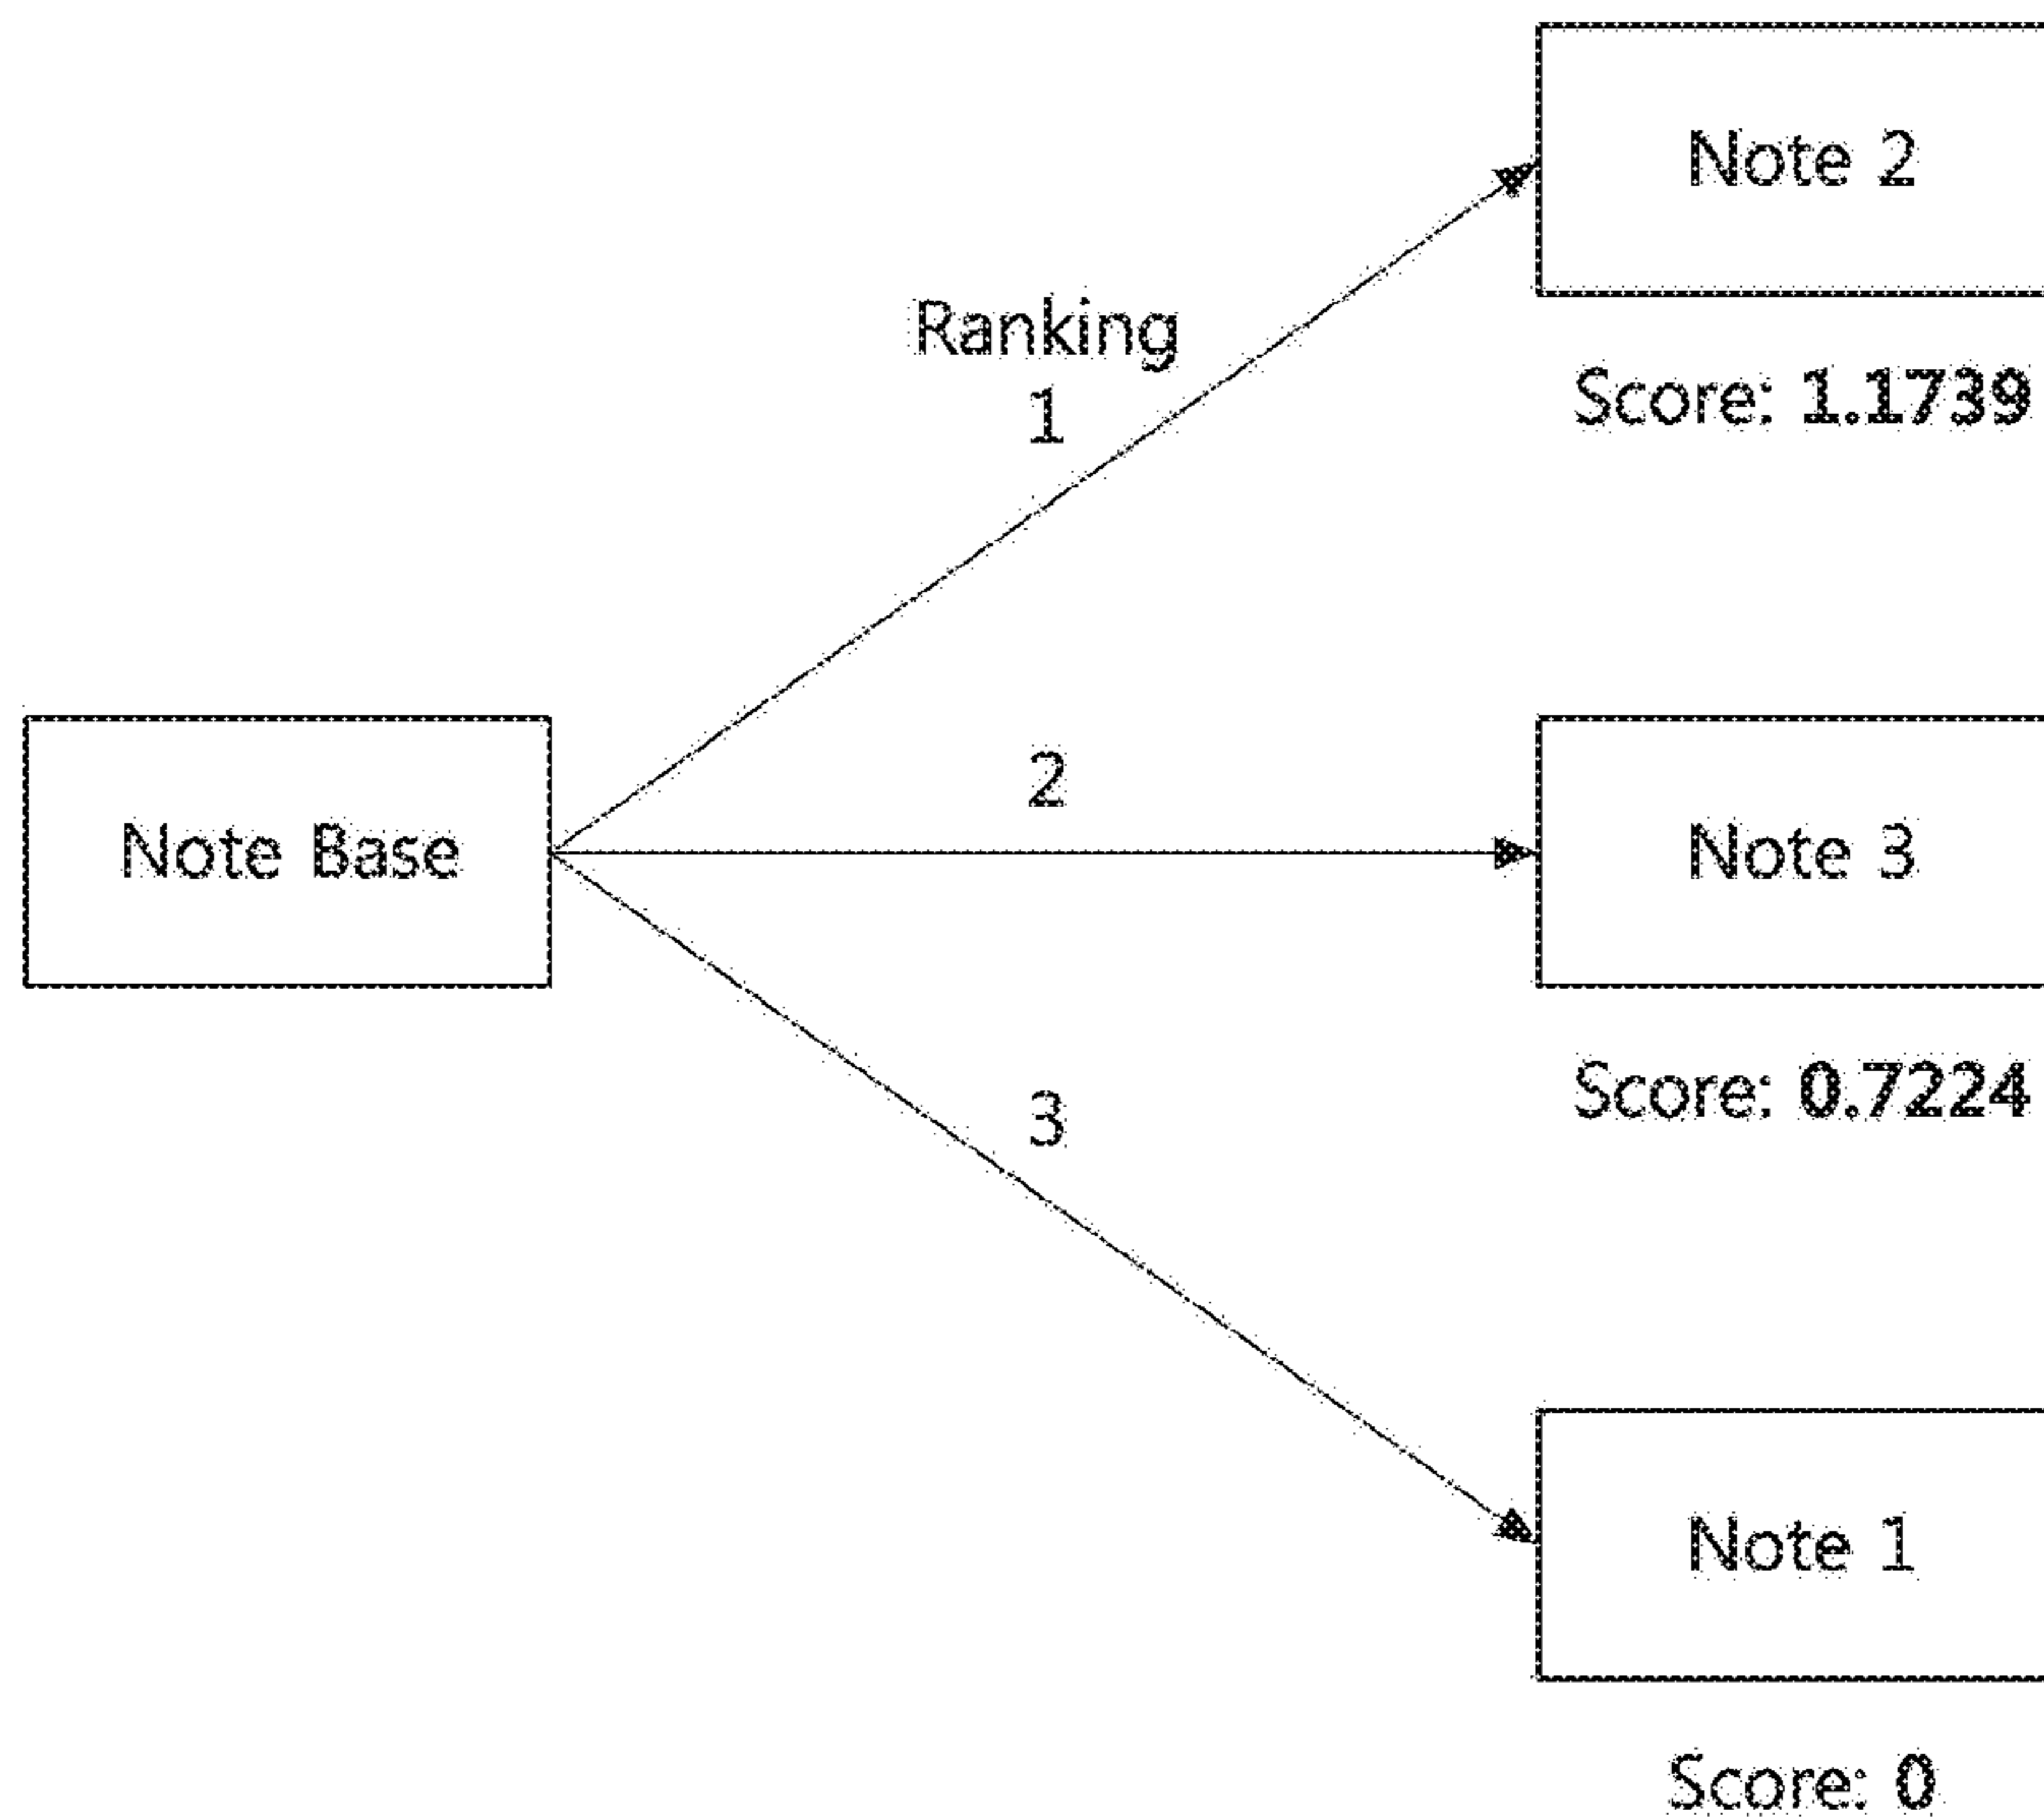 Note 2
Ranking
1
Score: 1.1739
2
Note Base
Note 3
Score: 0.7224
3
Note 1
Score: 0